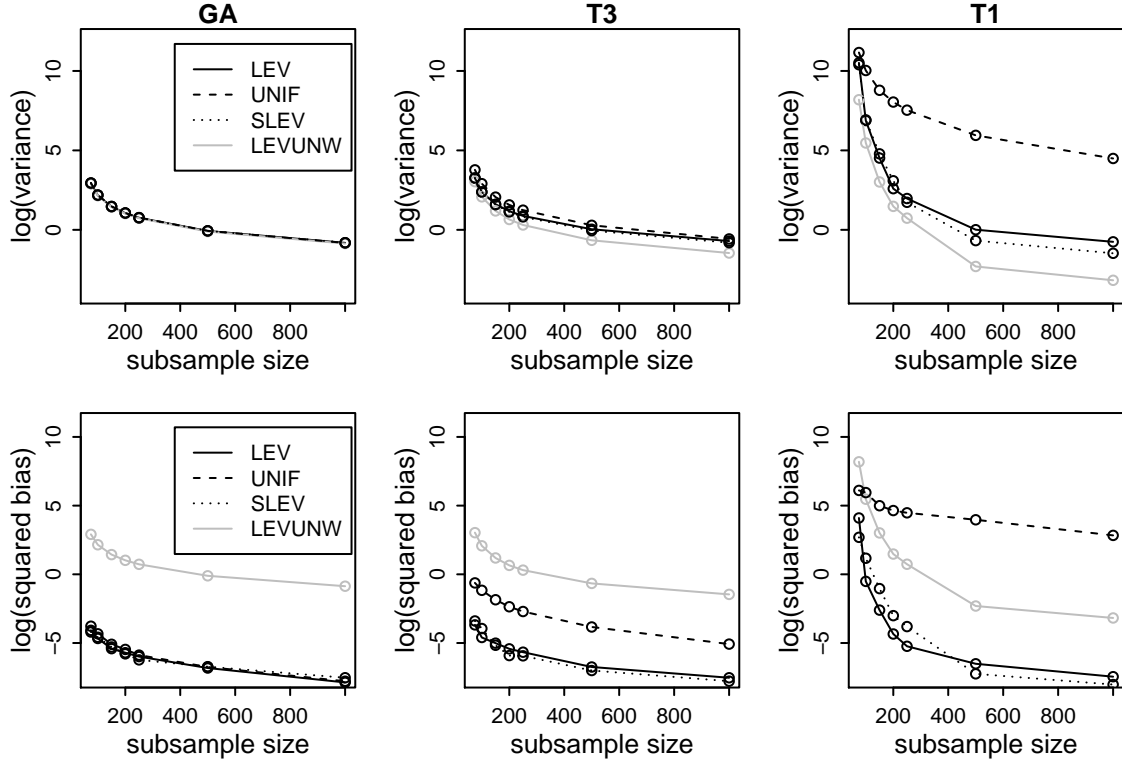 GA
T3
T1
log(variance)
10
5
0
LEV
UNIF
SLEV
LEVUNW
200 400 600 800
subsample size
log(variance)
10
5
0
200 400 600 800
subsample size
log(variance)
10
5
0
200 400 600 800
subsample size
log(squared bias)
10
5
0
−5
LEV
UNIF
SLEV
LEVUNW
200 400 600 800
subsample size
log(squared bias)
10
5
0
−5
200 400 600 800
subsample size
log(squared bias)
10
5
0
−5
200 400 600 800
subsample size